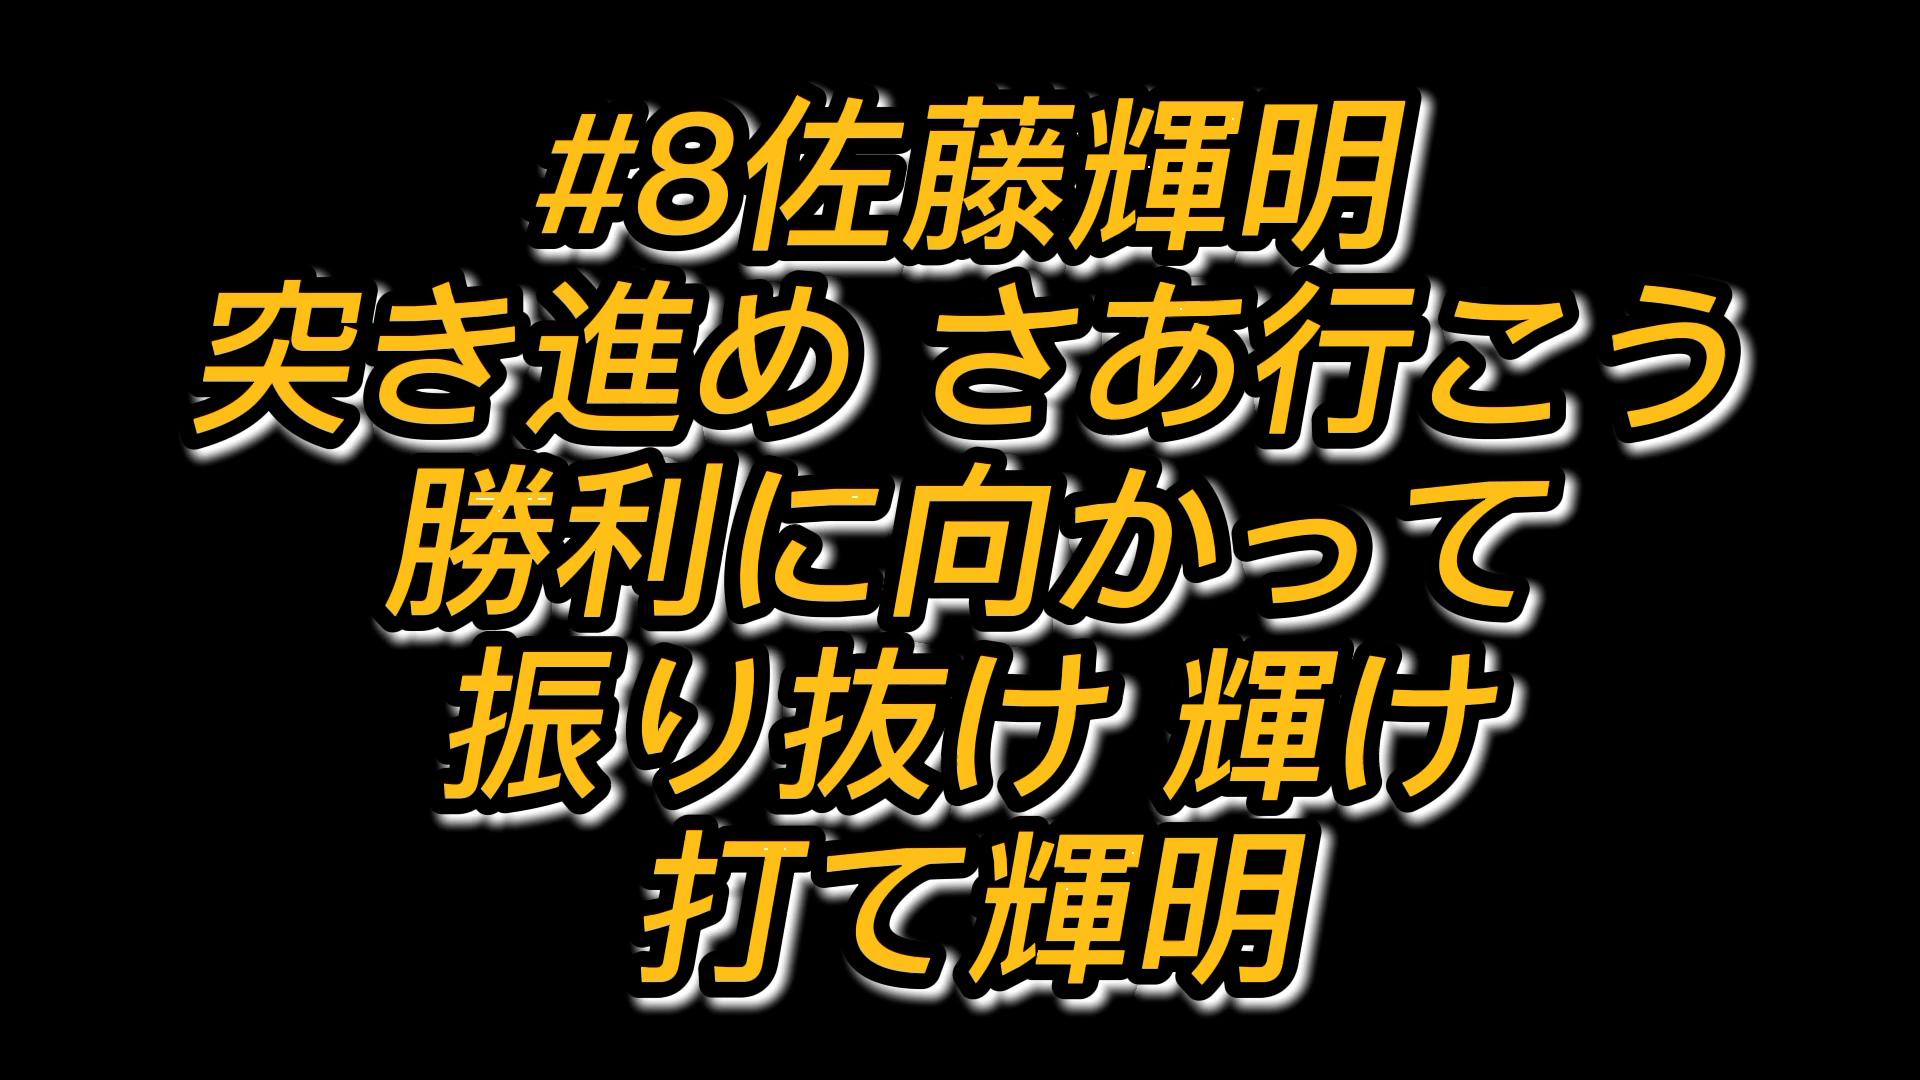 #8佐藤輝明
突き進め さあ行こう
勝利に向かって
振り抜け 輝け
打て輝明